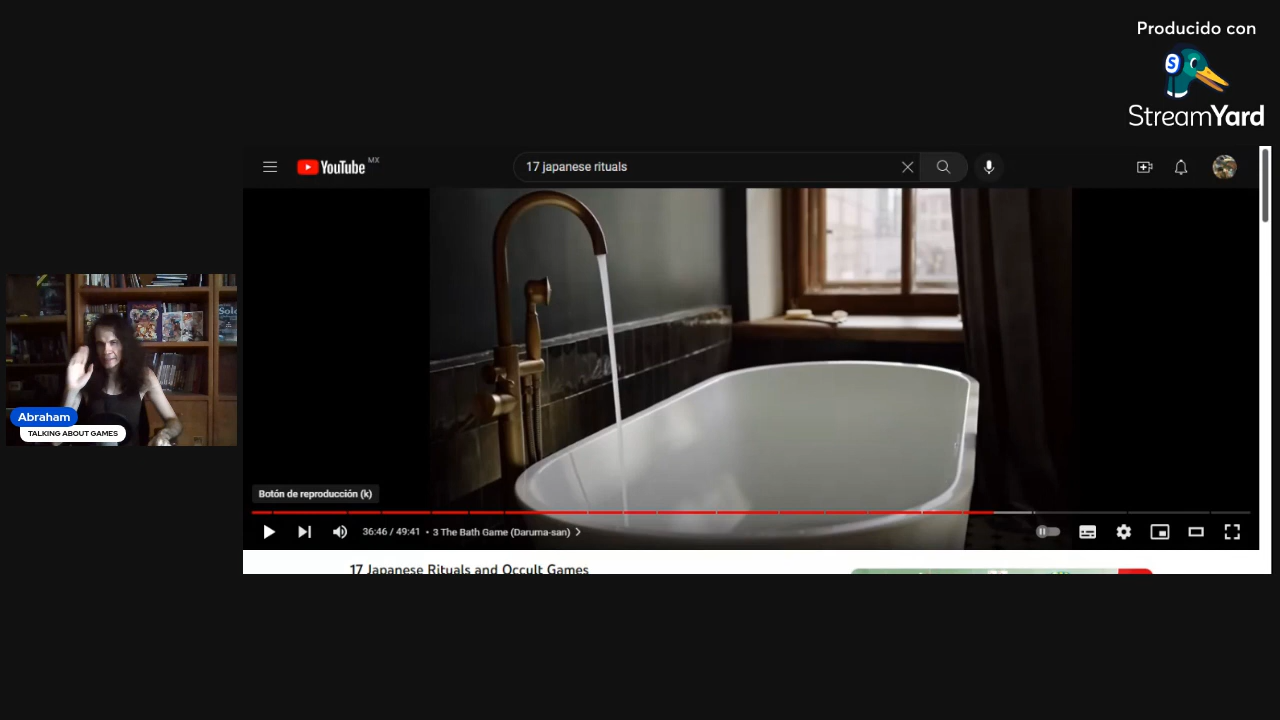 Producido con
StreamYard
YouTube MX
17 japanese rituals
Solo
Abraham
TALKING ABOUT GAMES
Botón de reproducción (k)
36:46 / 49:41 • 3 The Bath Game (Daruma-san)
17 Japanese Rituals and Occult Games